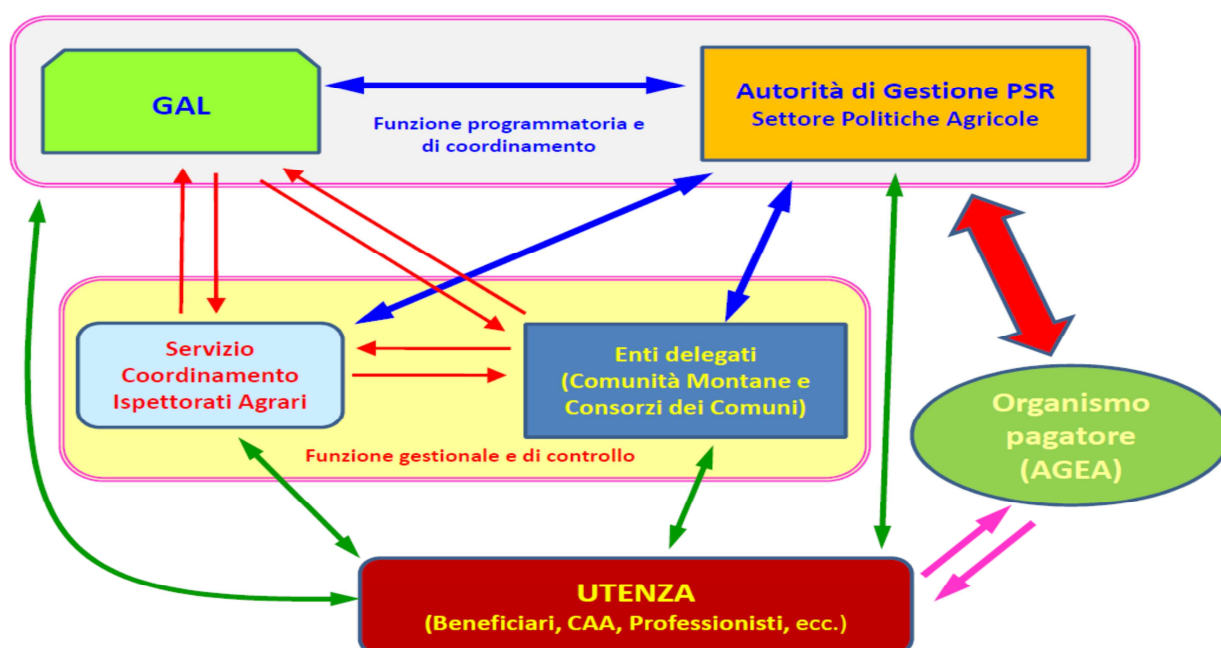 GAL
Autorità di Gestione PSR
Settore Politiche Agricole
Funzione programmatoria e
di coordinamento
Servizio
Coordinamento
Ispettorati Agrari
Enti delegati
(Comunità Montane e
Consorzi dei Comuni)
Funzione gestionale e di controllo
Organismo
pagatore
(AGEA)
UTENZA
(Beneficiari, CAA, Professionisti, ecc.)